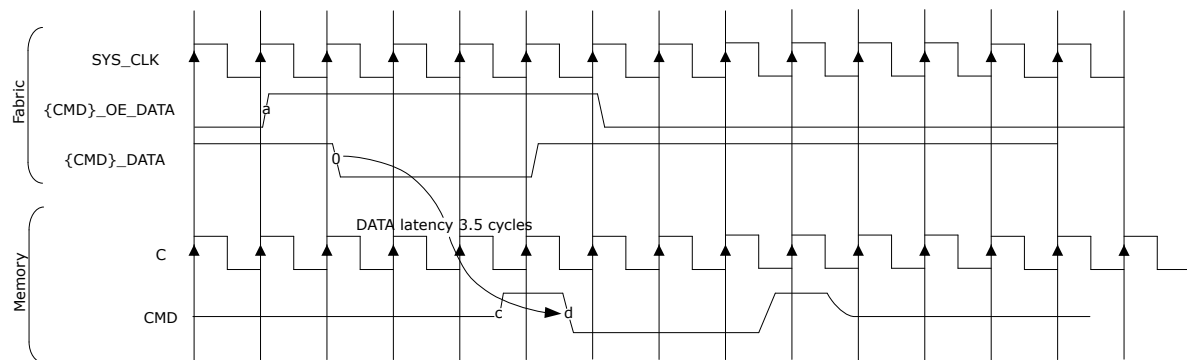 Fabric
SYS_CLK
{CMD}_OE_DATA
a
{CMD}_DATA
0
DATA latency 3.5 cycles
Memory
C
CMD
c
d